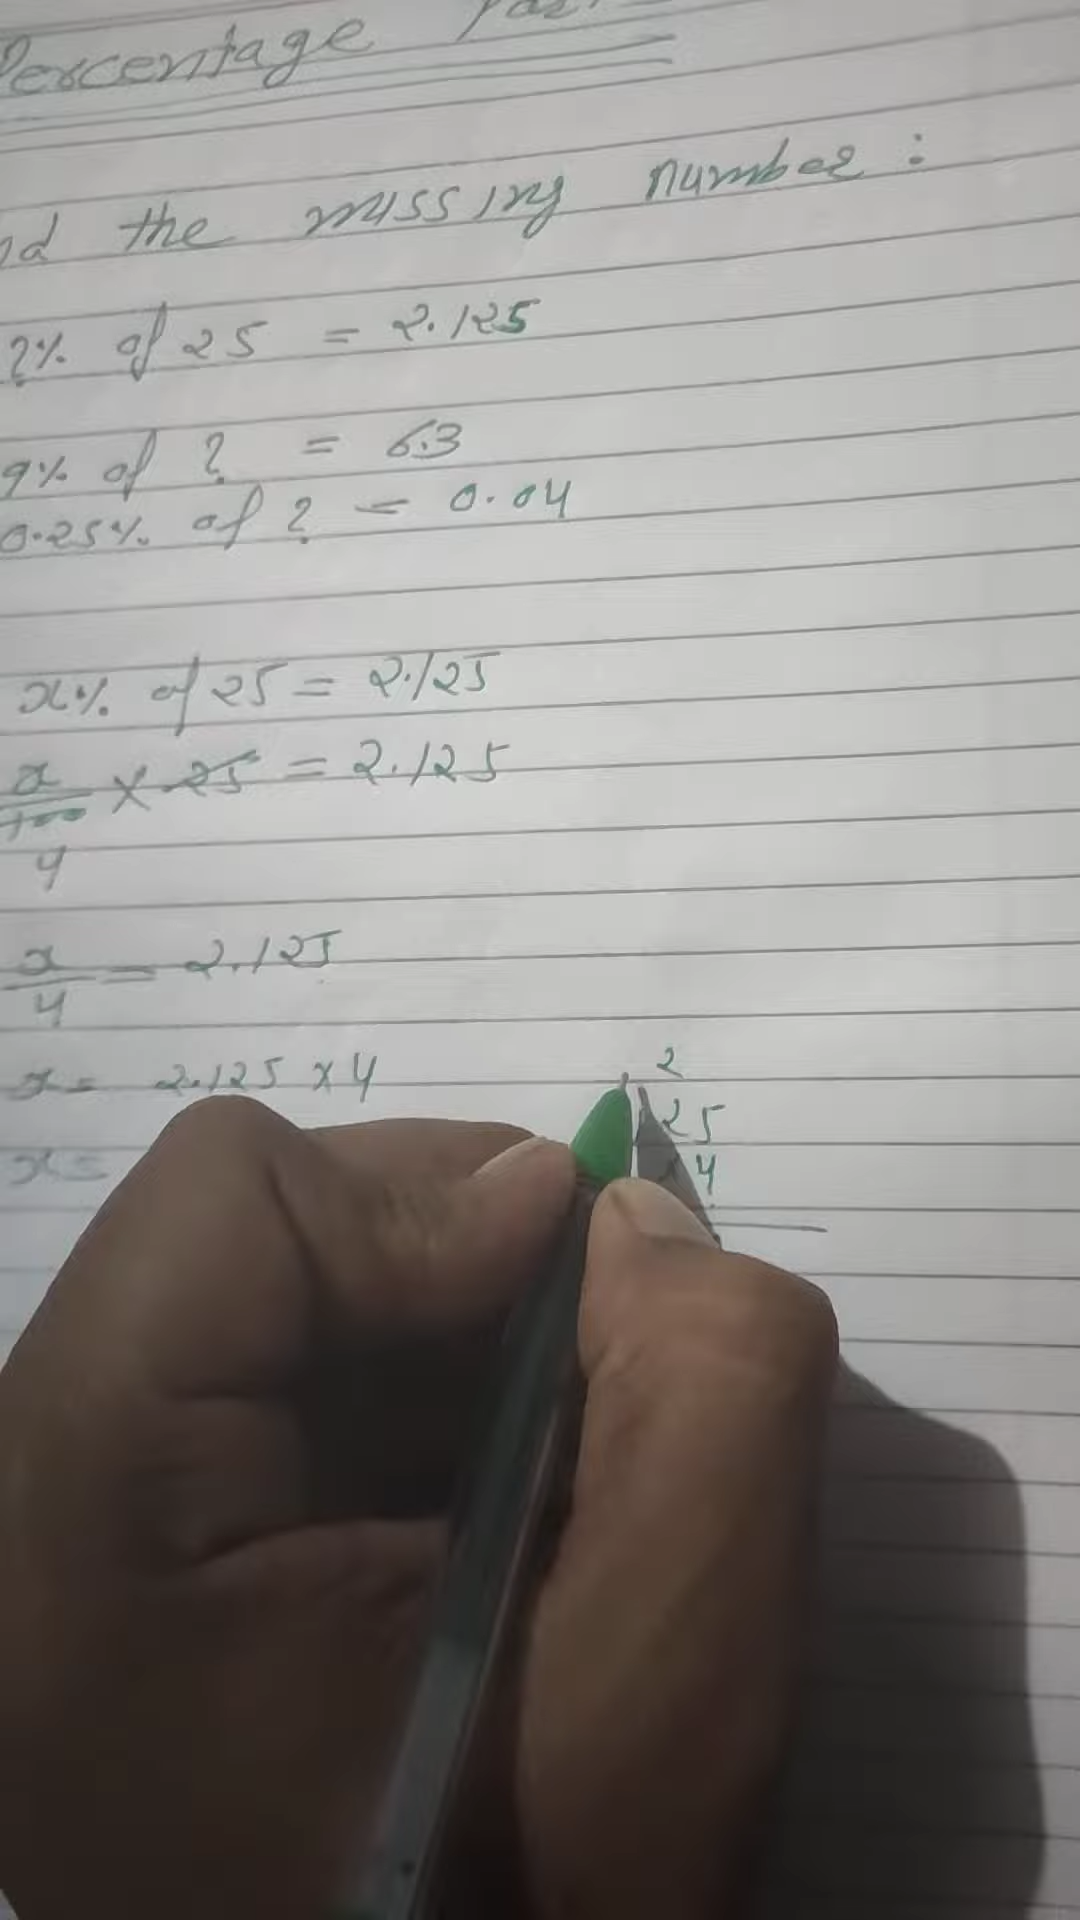 Percentage
the missing number :
?% of 25 = 2.125
9% of ? = 6.3
0.25% of ? = 0.04
x% of 25 = 2.125
x/100 × 25 = 2.125
4
x/4 = 2.125
x = 2.125 × 4
2
25
x =
4